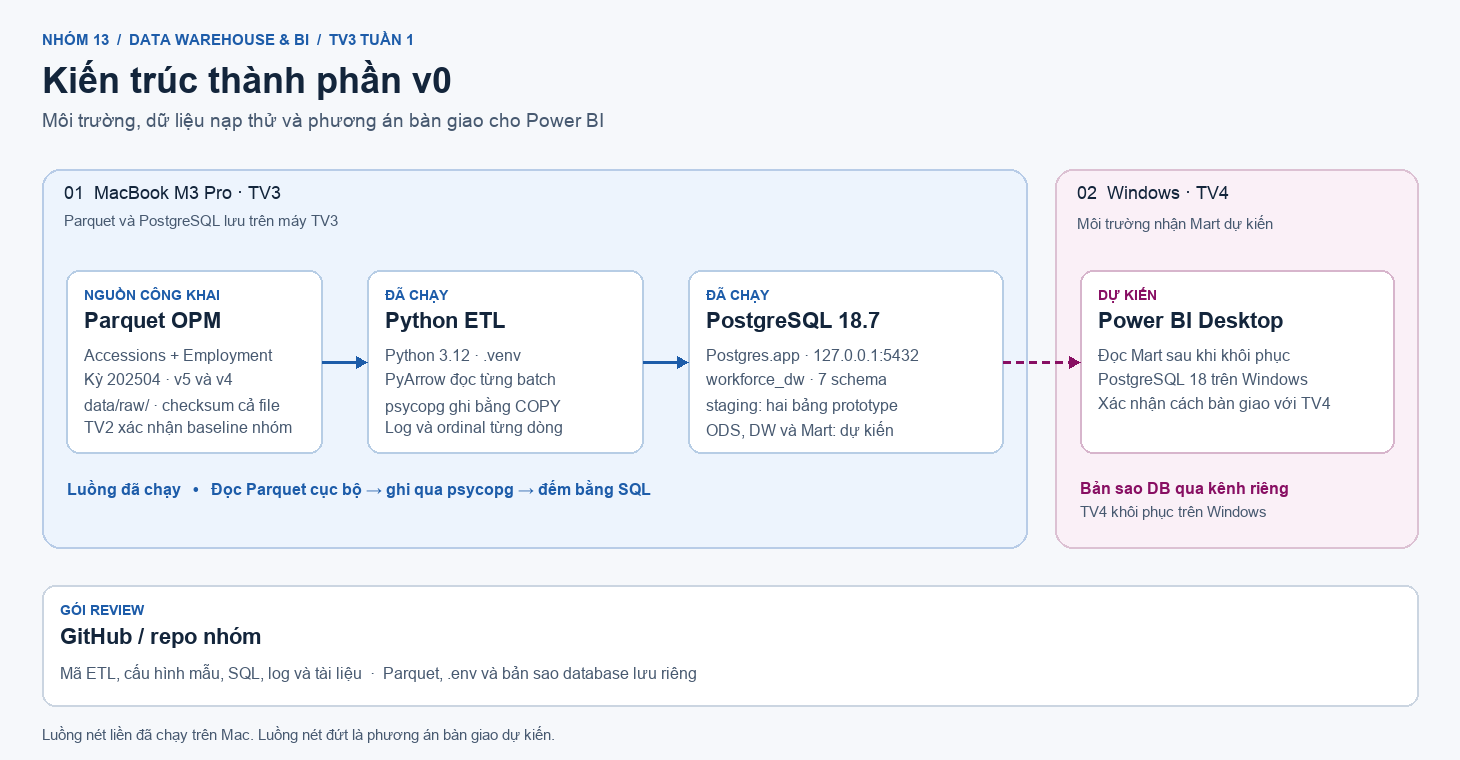 NHÓM 13 / DATA WAREHOUSE & BI / TV3 TUẦN 1
Kiến trúc thành phần v0
Môi trường, dữ liệu nạp thử và phương án bàn giao cho Power BI
01 MacBook M3 Pro · TV3
Parquet và PostgreSQL lưu trên máy TV3
NGUỒN CÔNG KHAI
Parquet OPM
Accessions + Employment
Kỳ 202504 · v5 và v4
data/raw/ · checksum cả file
TV2 xác nhận baseline nhóm
ĐÃ CHẠY
Python ETL
Python 3.12 · .venv
PyArrow đọc từng batch
psycopg ghi bằng COPY
Log và ordinal từng dòng
ĐÃ CHẠY
PostgreSQL 18.7
Postgres.app · 127.0.0.1:5432
workforce_dw · 7 schema
staging: hai bảng prototype
ODS, DW và Mart: dự kiến
Luồng đã chạy • Đọc Parquet cục bộ → ghi qua psycopg → đếm bằng SQL
02 Windows · TV4
Môi trường nhận Mart dự kiến
DỰ KIẾN
Power BI Desktop
Đọc Mart sau khi khôi phục
PostgreSQL 18 trên Windows
Xác nhận cách bàn giao với TV4
Bản sao DB qua kênh riêng
TV4 khôi phục trên Windows
GÓI REVIEW
GitHub / repo nhóm
Mã ETL, cấu hình mẫu, SQL, log và tài liệu · Parquet, .env và bản sao database lưu riêng
Luồng nét liền đã chạy trên Mac. Luồng nét đứt là phương án bàn giao dự kiến.